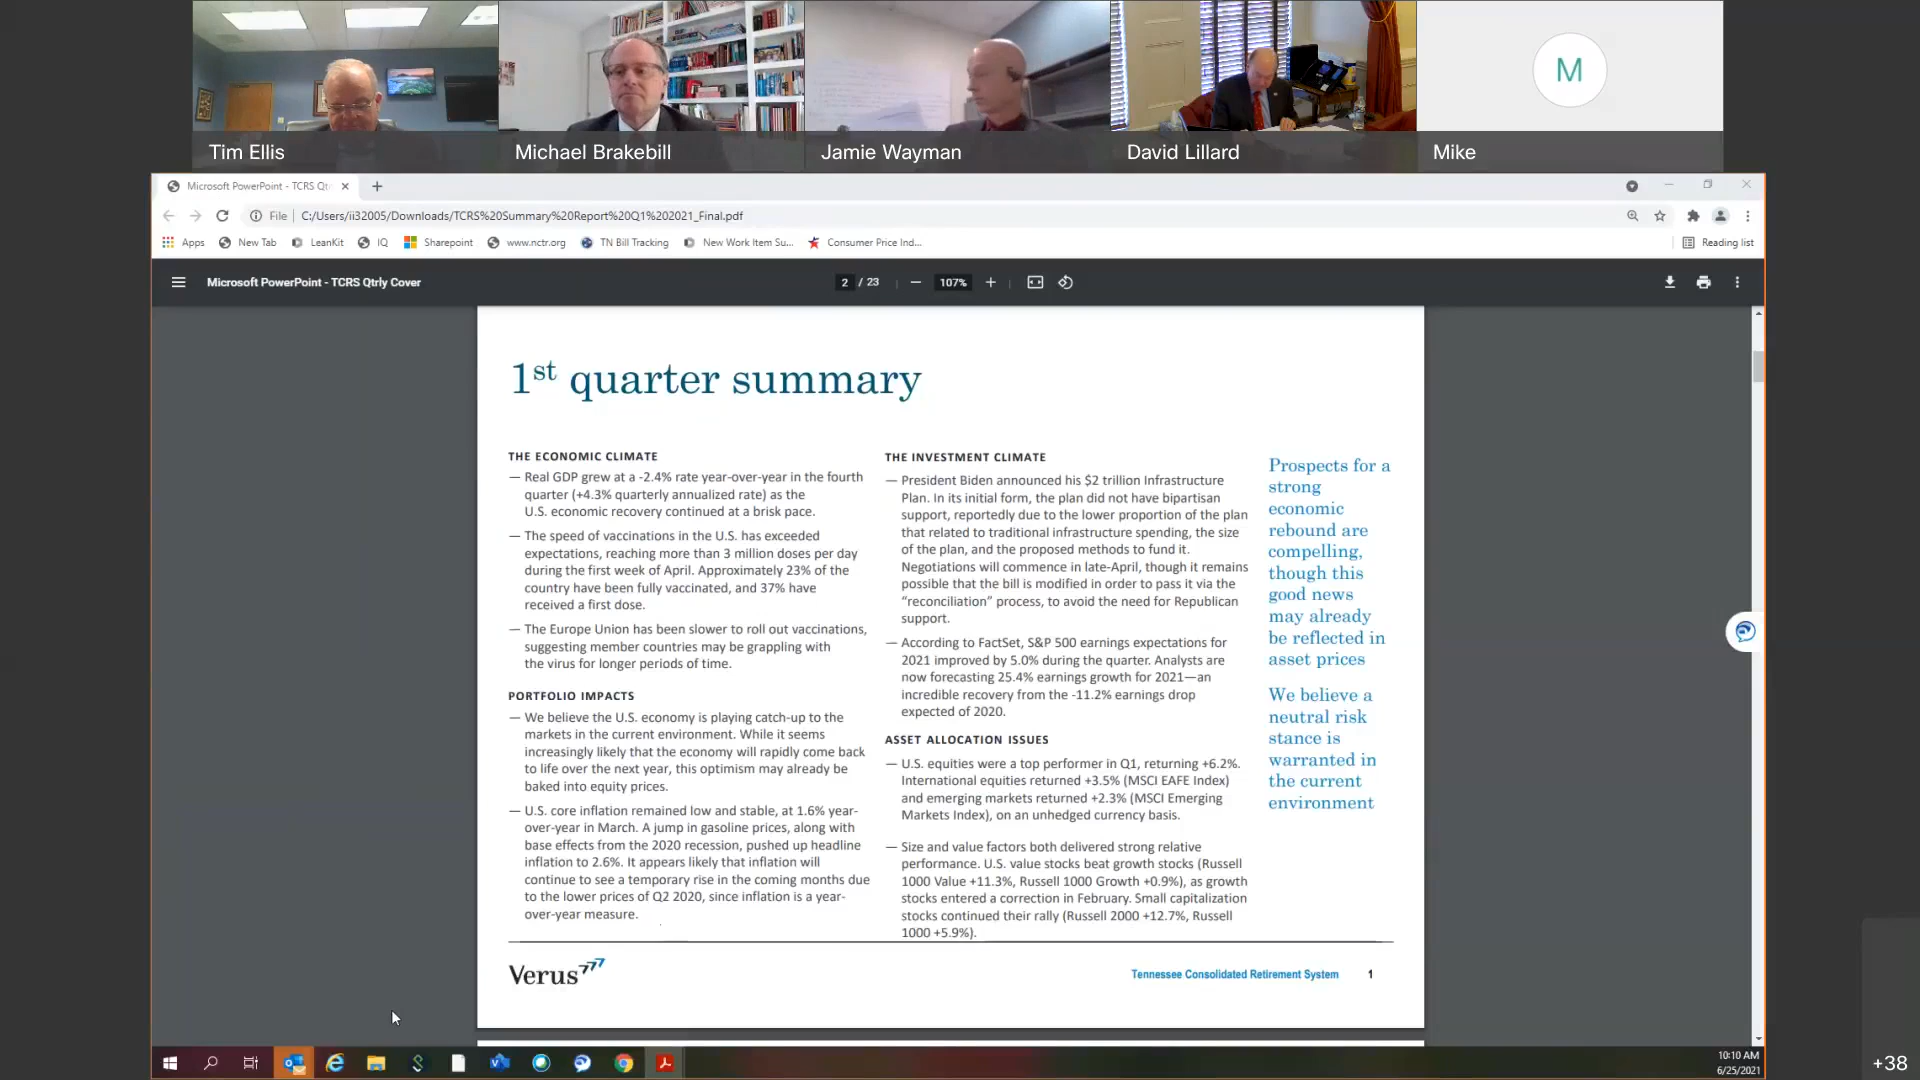 M
Tim Ellis
Michael Brakebill
Jamie Wayman
David Lillard
Mike
Microsoft PowerPoint - TCRS Qtr
File
C:/Users/ii32005/Downloads/TCRS%20Summary%20Report%20Q1%202021_Final.pdf
Apps
New Tab
LeanKit
IQ
Sharepoint
www.nctr.org
TN Bill Tracking
New Work Item Su...
Consumer Price Ind...
Reading list
Microsoft PowerPoint - TCRS Qtrly Cover
2 / 23
107%
1st quarter summary
THE ECONOMIC CLIMATE
— Real GDP grew at a -2.4% rate year-over-year in the fourth
quarter (+4.3% quarterly annualized rate) as the
U.S. economic recovery continued at a brisk pace.
— The speed of vaccinations in the U.S. has exceeded
expectations, reaching more than 3 million doses per day
during the first week of April. Approximately 23% of the
country have been fully vaccinated, and 37% have
received a first dose.
— The Europe Union has been slower to roll out vaccinations,
suggesting member countries may be grappling with
the virus for longer periods of time.
PORTFOLIO IMPACTS
— We believe the U.S. economy is playing catch-up to the
markets in the current environment. While it seems
increasingly likely that the economy will rapidly come back
to life over the next year, this optimism may already be
baked into equity prices.
— U.S. core inflation remained low and stable, at 1.6% year-
over-year in March. A jump in gasoline prices, along with
base effects from the 2020 recession, pushed up headline
inflation to 2.6%. It appears likely that inflation will
continue to see a temporary rise in the coming months due
to the lower prices of Q2 2020, since inflation is a year-
over-year measure.
THE INVESTMENT CLIMATE
— President Biden announced his $2 trillion Infrastructure
Plan. In its initial form, the plan did not have bipartisan
support, reportedly due to the lower proportion of the plan
that related to traditional infrastructure spending, the size
of the plan, and the proposed methods to fund it.
Negotiations will commence in late-April, though it remains
possible that the bill is modified in order to pass it via the
“reconciliation” process, to avoid the need for Republican
support.
— According to FactSet, S&P 500 earnings expectations for
2021 improved by 5.0% during the quarter. Analysts are
now forecasting 25.4% earnings growth for 2021—an
incredible recovery from the -11.2% earnings drop
expected of 2020.
ASSET ALLOCATION ISSUES
— U.S. equities were a top performer in Q1, returning +6.2%.
International equities returned +3.5% (MSCI EAFE Index)
and emerging markets returned +2.3% (MSCI Emerging
Markets Index), on an unhedged currency basis.
— Size and value factors both delivered strong relative
performance. U.S. value stocks beat growth stocks (Russell
1000 Value +11.3%, Russell 1000 Growth +0.9%), as growth
stocks entered a correction in February. Small capitalization
stocks continued their rally (Russell 2000 +12.7%, Russell
1000 +5.9%).
Prospects for a
strong
economic
rebound are
compelling,
though this
good news
may already
be reflected in
asset prices
We believe a
neutral risk
stance is
warranted in
the current
environment
Verus
Tennessee Consolidated Retirement System
1
10:10 AM
6/25/2021
+38